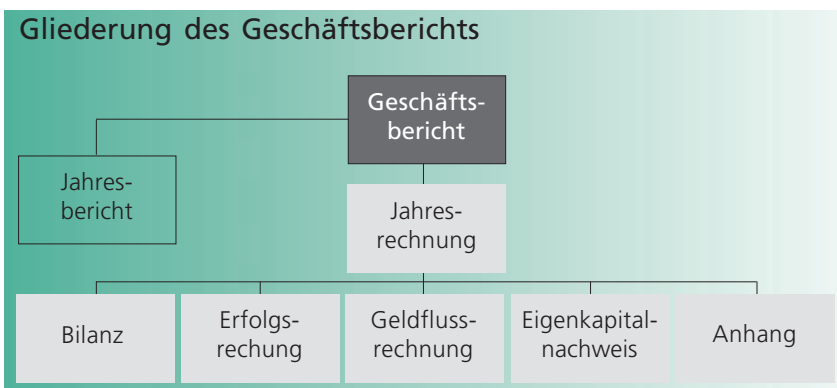 Gliederung des Geschäftsberichts
Geschäfts-
bericht
Jahres-
bericht
Jahres-
rechnung
Bilanz
Erfolgs-
rechung
Geldfluss-
rechnung
Eigenkapital-
nachweis
Anhang